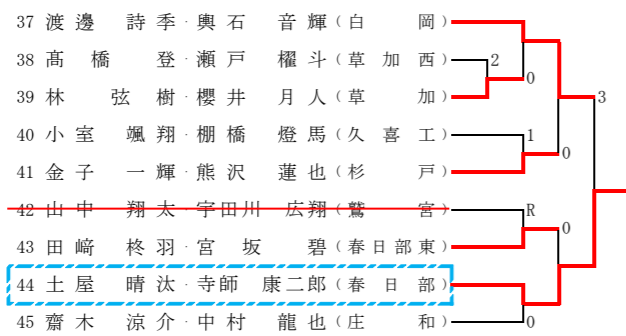 37 渡邊 詩季・輿石 音輝(白岡) 3
38 髙橋 登・瀬戸 櫂斗(草加西) 2 0
39 林 弦樹・櫻井 月人(草加)
40 小室 颯翔・棚橋 燈馬(久喜工) 1 0
41 金子 一輝・熊沢 蓮也(杉戸)
42 山中 翔太・宇田川 広翔(鷲宮) R 0
43 田﨑 柊羽・宮坂 碧(春日部東)
44 土屋 晴汰・寺師 康二郎(春日部)
45 齋木 涼介・中村 龍也(庄和) 0